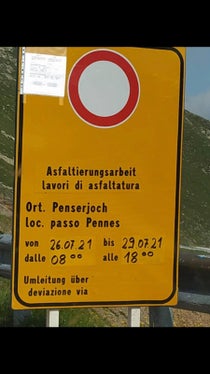 Asfaltierungsarbeit
lavori di asfaltatura
Ort. Penserjoch
loc. passo Pennes
von 26.07.21 bis 29.07.21
dalle 08°° alle 18°°
Umleitung über
deviazione via